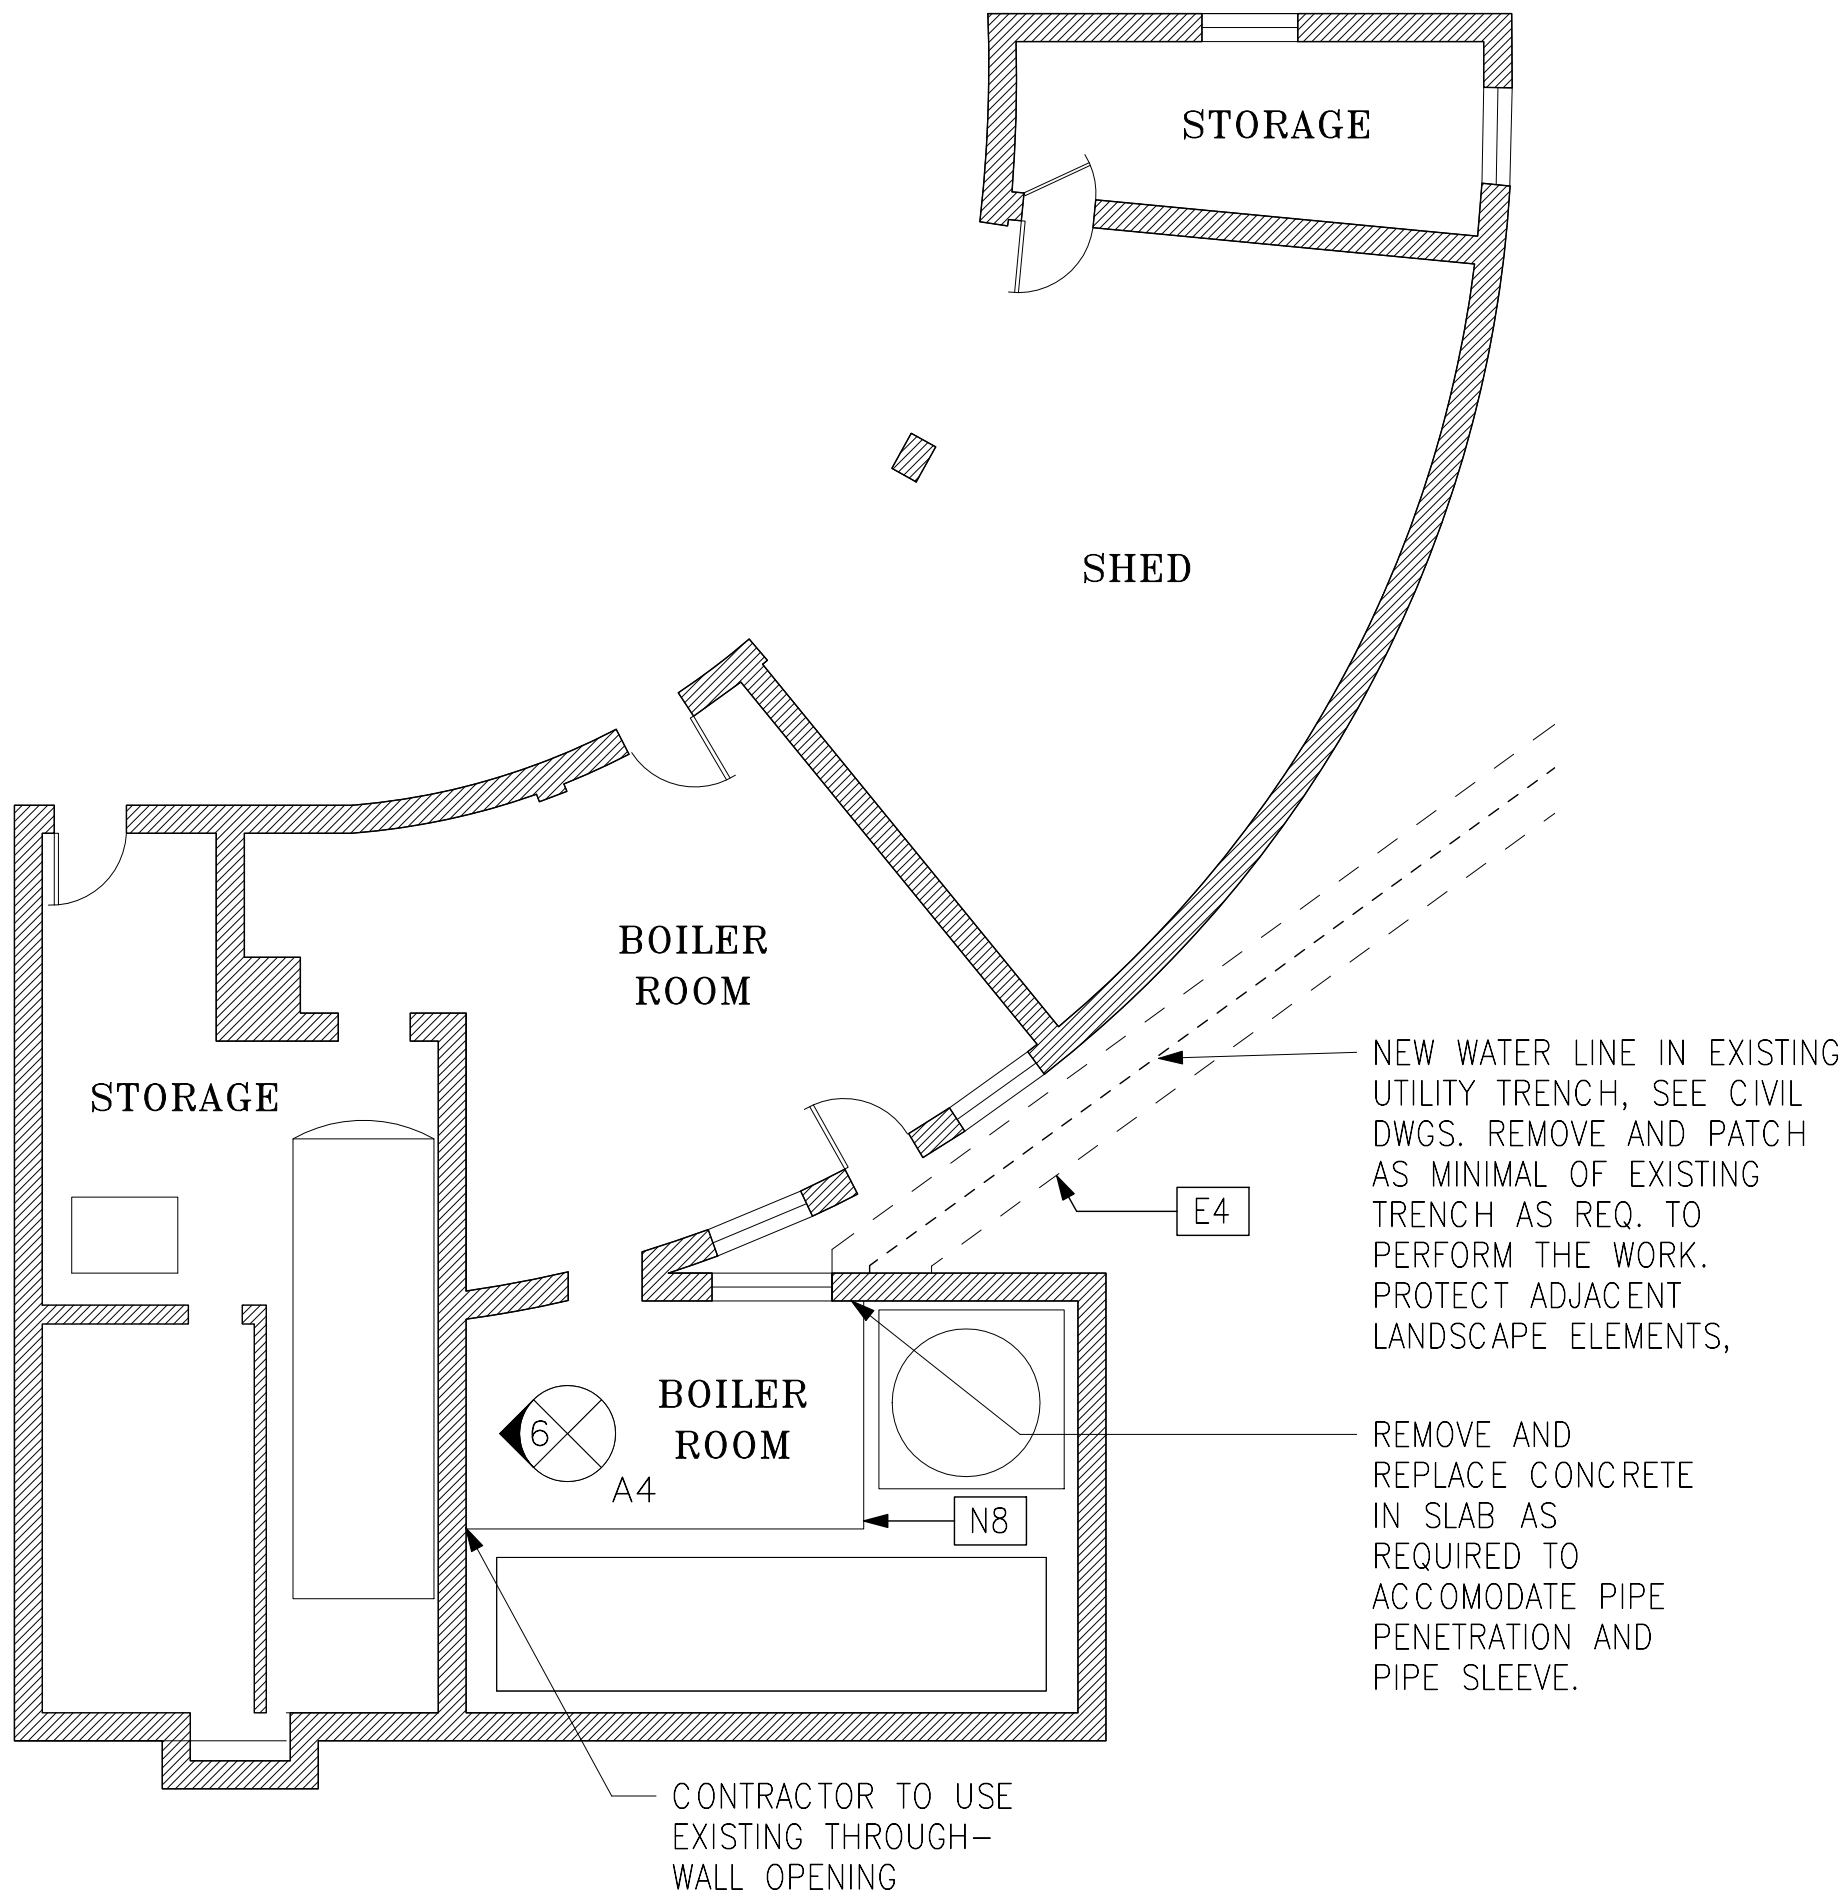 STORAGE
SHED
BOILER
ROOM
STORAGE
NEW WATER LINE IN EXISTING
UTILITY TRENCH, SEE CIVIL
DWGS. REMOVE AND PATCH
AS MINIMAL OF EXISTING
TRENCH AS REQ. TO
PERFORM THE WORK.
PROTECT ADJACENT
LANDSCAPE ELEMENTS,
E4
BOILER
ROOM
6
A4
N8
REMOVE AND
REPLACE CONCRETE
IN SLAB AS
REQUIRED TO
ACCOMODATE PIPE
PENETRATION AND
PIPE SLEEVE.
CONTRACTOR TO USE
EXISTING THROUGH-
WALL OPENING